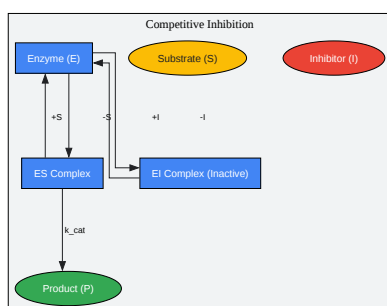 Competitive Inhibition
Enzyme (E)
Substrate (S)
Inhibitor (I)
+S
-S
+I
-I
ES Complex
EI Complex (Inactive)
k_cat
Product (P)